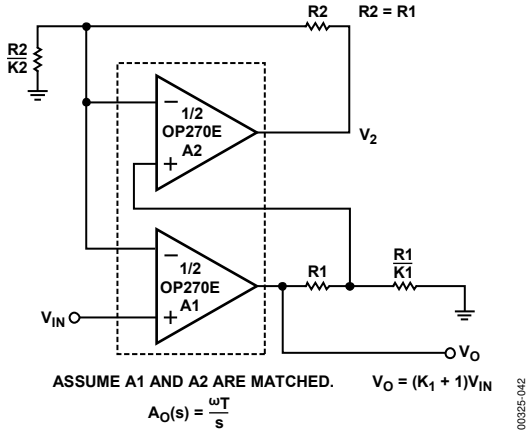 R2
R2 = R1
R2
K2
−
1/2
OP270E
A2
+
V2
−
1/2
OP270E
A1
+
VIN
R1
R1
K1
VO
ASSUME A1 AND A2 ARE MATCHED.
VO = (K1 + 1)VIN
AO(s) = ωT
s
00325-042